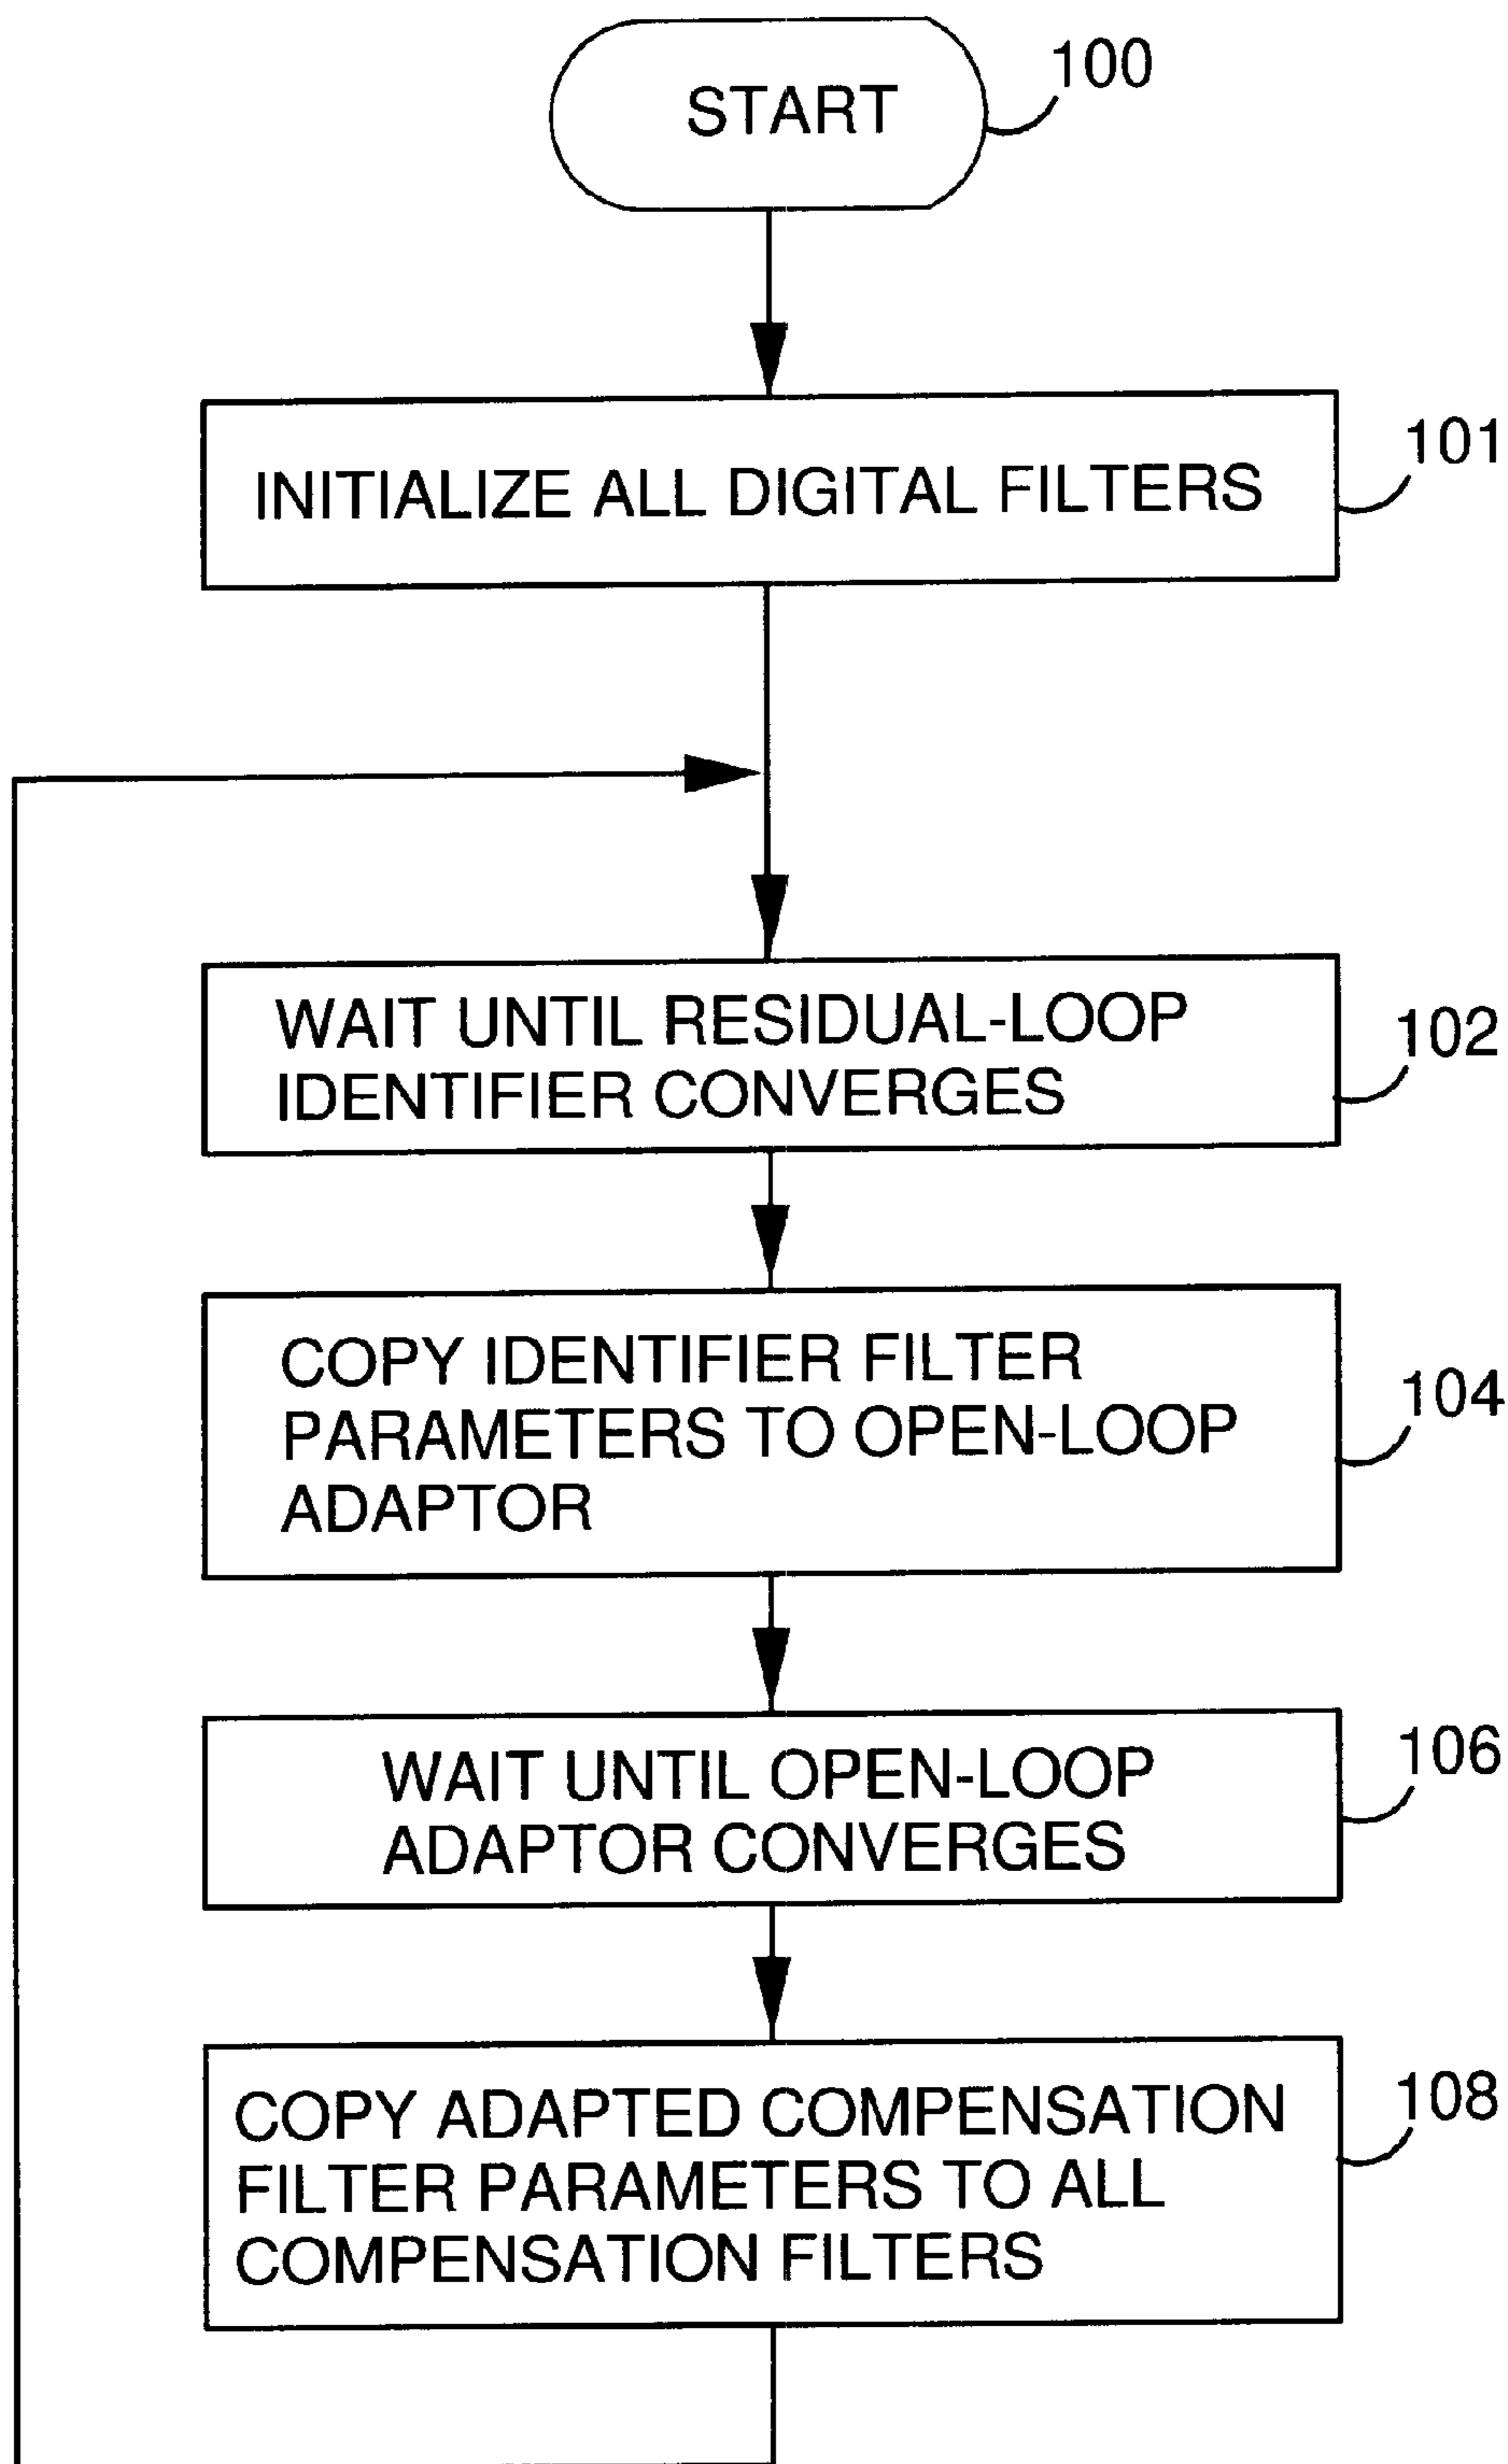 START
100
INITIALIZE ALL DIGITAL FILTERS
101
WAIT UNTIL RESIDUAL-LOOP
IDENTIFIER CONVERGES
102
COPY IDENTIFIER FILTER
PARAMETERS TO OPEN-LOOP
ADAPTOR
104
WAIT UNTIL OPEN-LOOP
ADAPTOR CONVERGES
106
COPY ADAPTED COMPENSATION
FILTER PARAMETERS TO ALL
COMPENSATION FILTERS
108